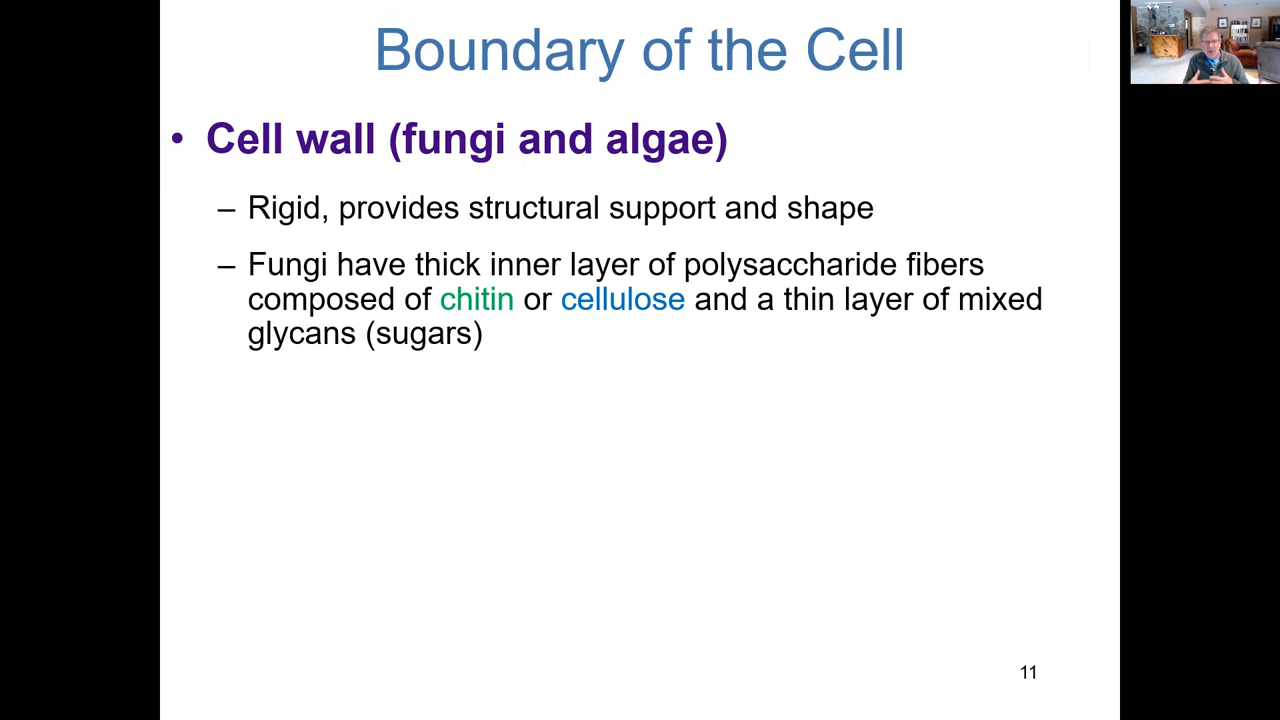 Boundary of the Cell
• Cell wall (fungi and algae)
– Rigid, provides structural support and shape
– Fungi have thick inner layer of polysaccharide fibers
composed of chitin or cellulose and a thin layer of mixed
glycans (sugars)
11